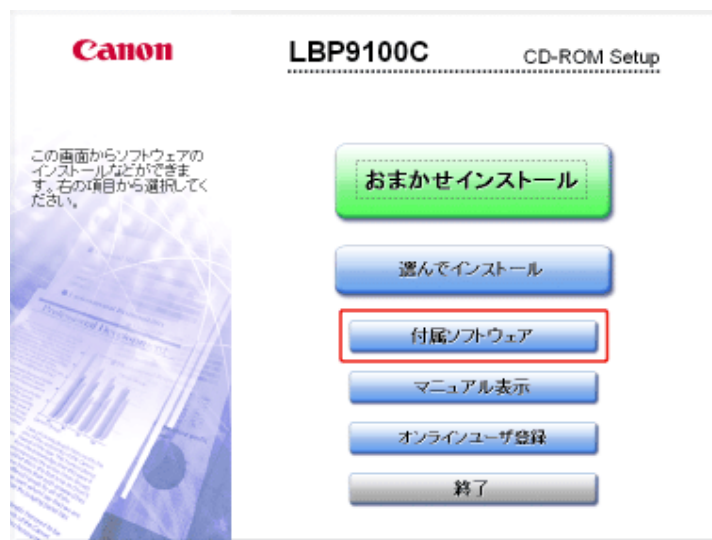 Canon
LBP9100C
CD-ROM Setup
この画面からソフトウェアの
インストールなどができま
す。右の項目から選択してく
ださい。
おまかせインストール
選んでインストール
付属ソフトウェア
マニュアル表示
オンラインユーザ登録
終了
Professional Development